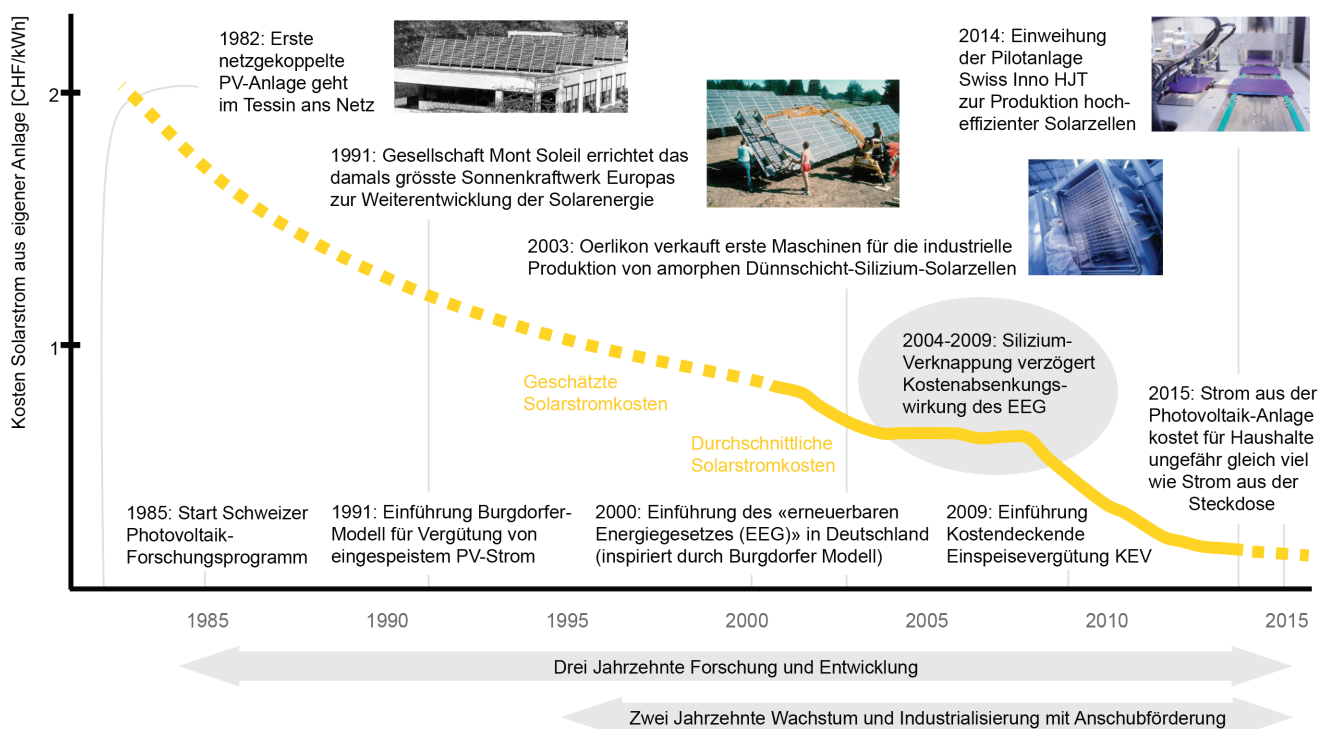 Kosten Solarstrom aus eigener Anlage [CHF/kWh]
2
1
1982: Erste
netzgekoppelte
PV-Anlage geht
im Tessin ans Netz
1991: Gesellschaft Mont Soleil errichtet das
damals grösste Sonnenkraftwerk Europas
zur Weiterentwicklung der Solarenergie
2014: Einweihung
der Pilotanlage
Swiss Inno HJT
zur Produktion hoch-
effizienter Solarzellen
2003: Oerlikon verkauft erste Maschinen für die industrielle
Produktion von amorphen Dünnschicht-Silizium-Solarzellen
2004-2009: Silizium-
Verknappung verzögert
Kostenabsenkungs-
wirkung des EEG
Geschätzte
Solarstromkosten
Durchschnittliche
Solarstromkosten
2015: Strom aus der
Photovoltaik-Anlage
kostet für Haushalte
ungefähr gleich viel
wie Strom aus der
Steckdose
1985: Start Schweizer
Photovoltaik-
Forschungsprogramm
1991: Einführung Burgdorfer-
Modell für Vergütung von
eingespeistem PV-Strom
2000: Einführung des «erneuerbaren
Energiegesetzes (EEG)» in Deutschland
(inspiriert durch Burgdorfer Modell)
2009: Einführung
Kostendeckende
Einspeisevergütung KEV
1985
1990
1995
2000
2005
2010
2015
Drei Jahrzehnte Forschung und Entwicklung
Zwei Jahrzehnte Wachstum und Industrialisierung mit Anschubförderung